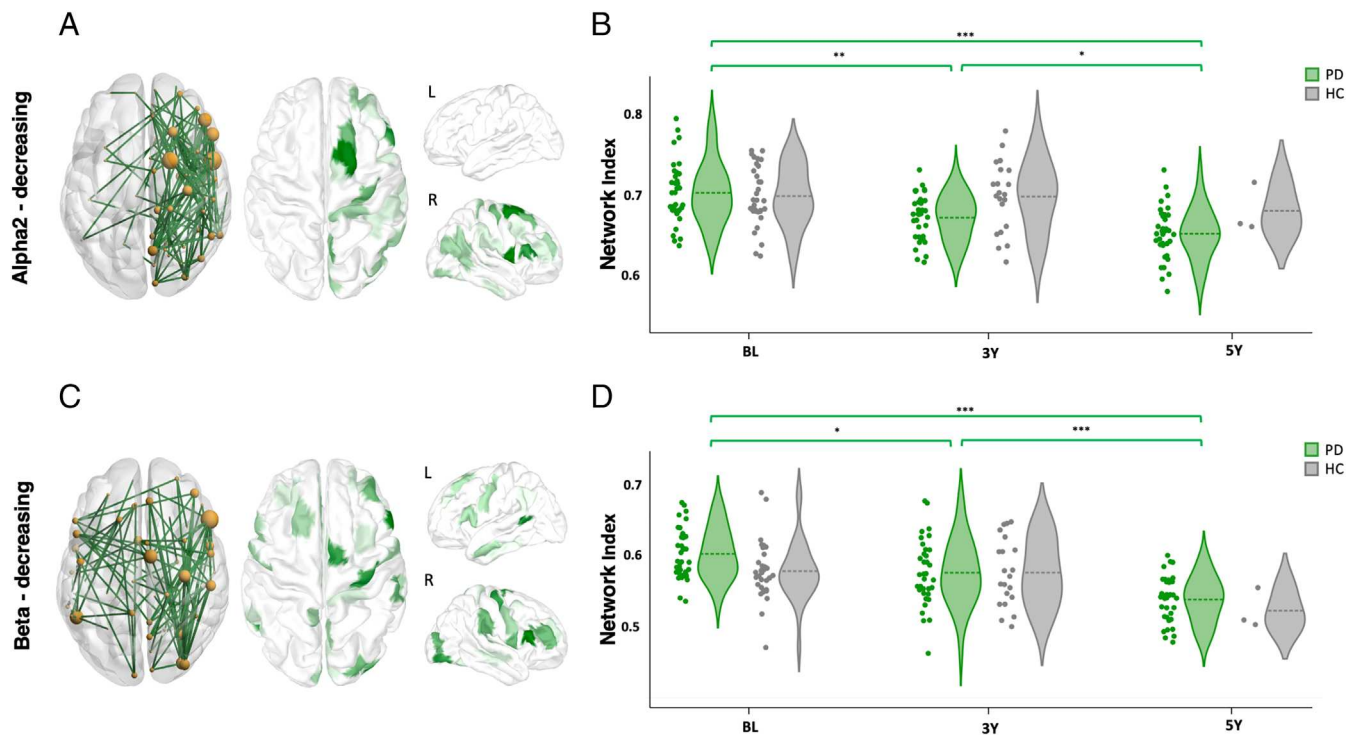 A
B
Alpha2 - decreasing
L
R
***
**
*
PD
HC
Network Index
0.8
0.7
0.6
BL
3Y
5Y
C
D
Beta - decreasing
L
R
***
*
***
PD
HC
Network Index
0.7
0.6
0.5
BL
3Y
5Y